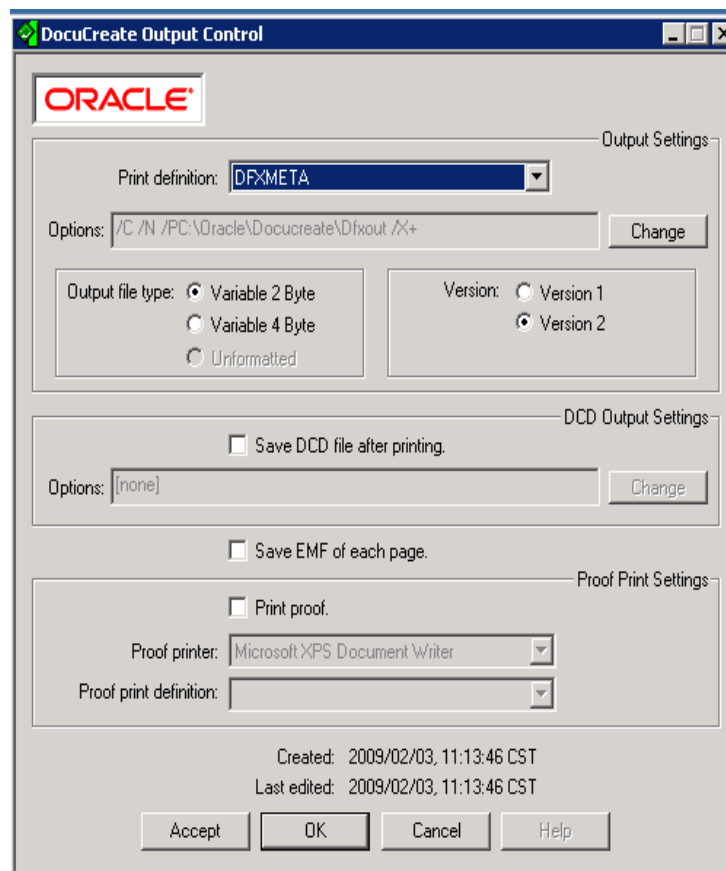 DocuCreate Output Control
ORACLE
Output Settings
Print definition: DFXMETA
Options: /C /N /PC:\Oracle\Docucreate\Dfxout /X+ Change
Output file type: Variable 2 Byte
Variable 4 Byte
Unformatted
Version: Version 1
Version 2
DCD Output Settings
Save DCD file after printing.
Options: [none] Change
Save EMF of each page.
Proof Print Settings
Print proof.
Proof printer: Microsoft XPS Document Writer
Proof print definition:
Created: 2009/02/03, 11:13:46 CST
Last edited: 2009/02/03, 11:13:46 CST
Accept OK Cancel Help